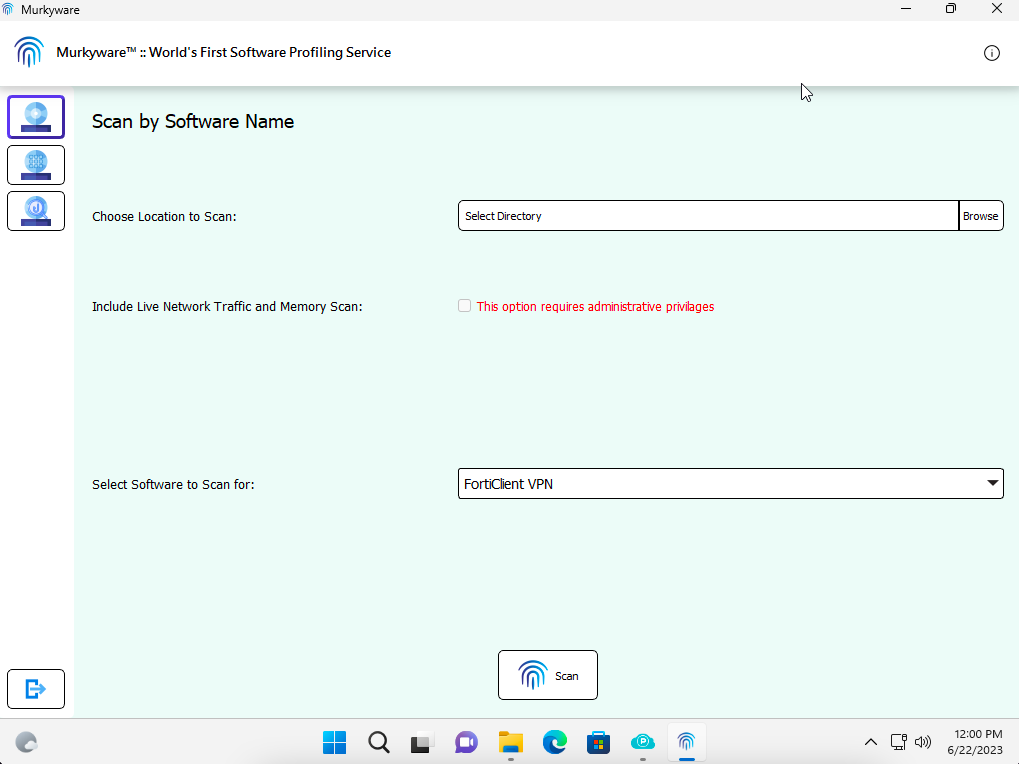 Murkyware
Murkyware™ :: World's First Software Profiling Service
Scan by Software Name
Choose Location to Scan:
Select Directory
Browse
Include Live Network Traffic and Memory Scan:
This option requires administrative privilages
Select Software to Scan for:
FortiClient VPN
Scan
12:00 PM
6/22/2023